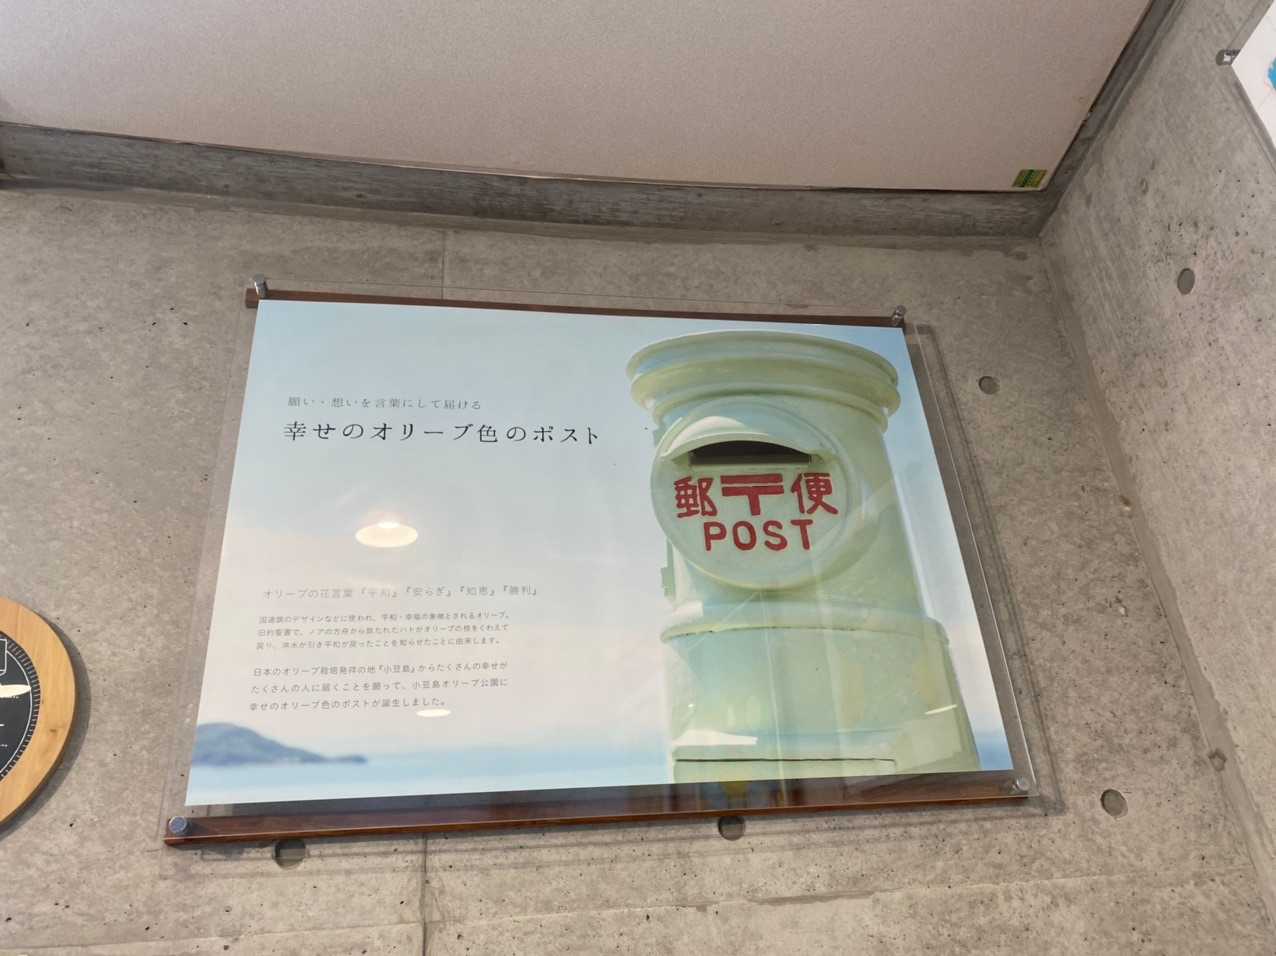 願い・想いを言葉にして届ける
幸せのオリーブ色のポスト
郵〒便
POST
オリーブの花言葉 『平和』『安らぎ』『知恵』『勝利』
国連旗のデザインなどに使われ、平和・幸福の象徴とされるオリーブ。
旧約聖書で、ノアの方舟から放たれたハトがオリーブの枝をくわえて
戻り、洪水が引き平和が戻ったことを知らせたことに由来します。
日本のオリーブ栽培発祥の地『小豆島』からたくさんの幸せが
たくさんの人に届くことを願って、小豆島オリーブ公園に
幸せのオリーブ色のポストが誕生しました。